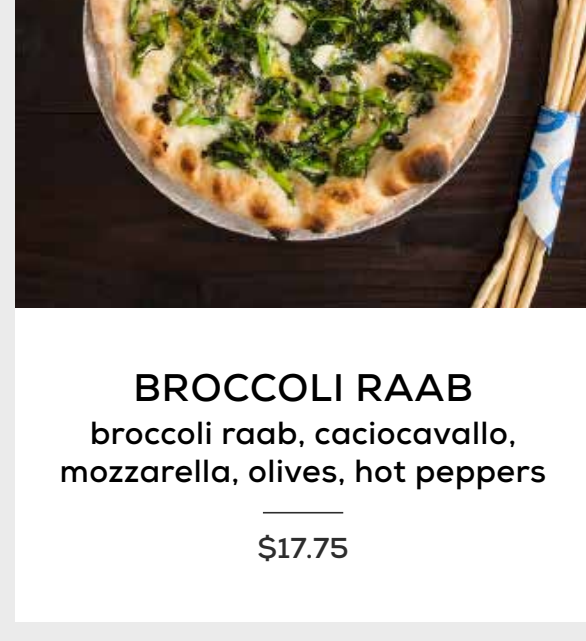 BROCCOLI RAAB
broccoli raab, caciocavallo,
mozzarella, olives, hot peppers
$17.75